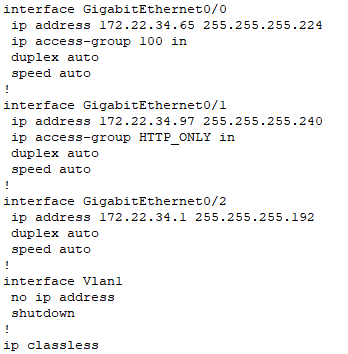 interface GigabitEthernet0/0
 ip address 172.22.34.65 255.255.255.224
 ip access-group 100 in
 duplex auto
 speed auto
!
interface GigabitEthernet0/1
 ip address 172.22.34.97 255.255.255.240
 ip access-group HTTP_ONLY in
 duplex auto
 speed auto
!
interface GigabitEthernet0/2
 ip address 172.22.34.1 255.255.255.192
 duplex auto
 speed auto
!
interface Vlan1
 no ip address
 shutdown
!
ip classless